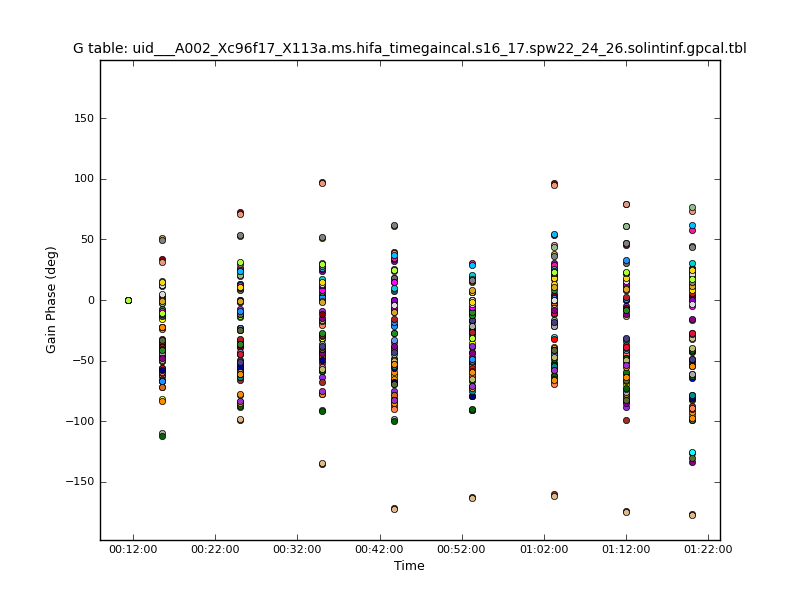 G table: uid___A002_Xc96f17_X113a.ms.hifa_timegaincal.s16_17.spw22_24_26.solintinf.gpcal.tbl
Gain Phase (deg)
150
100
50
0
−50
−100
−150
00:12:00 00:22:00 00:32:00 00:42:00 00:52:00 01:02:00 01:12:00 01:22:00
Time